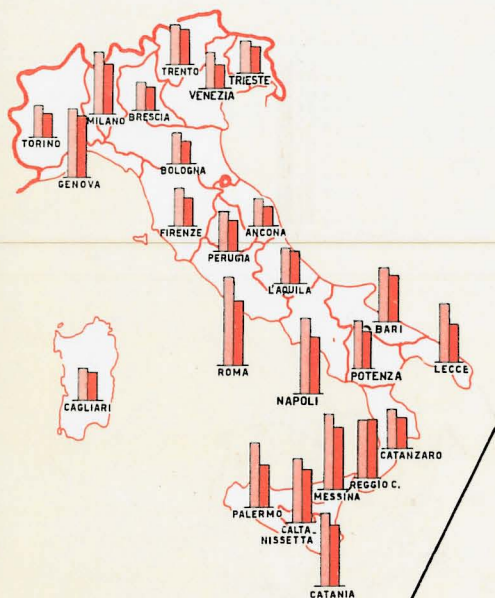 TRENTO
TRIESTE
VENEZIA
MILANO
BRESCIA
TORINO
BOLOGNA
GENOVA
FIRENZE
ANCONA
PERUGIA
L'AQUILA
BARI
ROMA
POTENZA
LECCE
NAPOLI
CAGLIARI
CATANZARO
REGGIO C.
MESSINA
PALERMO
CALTA_
NISSETTA
CATANIA